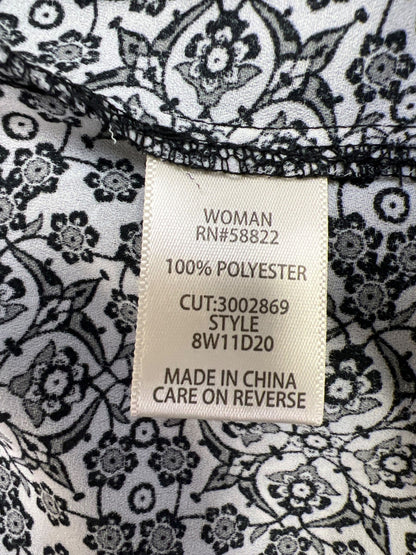 WOMAN
RN#58822
100% POLYESTER
CUT:3002869
STYLE
8W11D20
MADE IN CHINA
CARE ON REVERSE